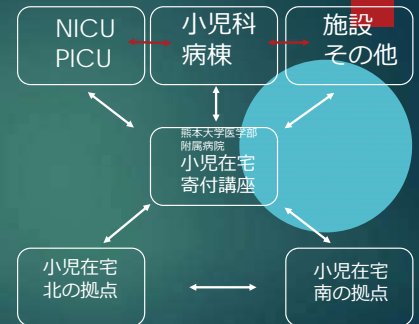 NICU
PICU
小児科
病棟
施設
その他
熊本大学医学部
附属病院
小児在宅
寄付講座
小児在宅
北の拠点
小児在宅
南の拠点